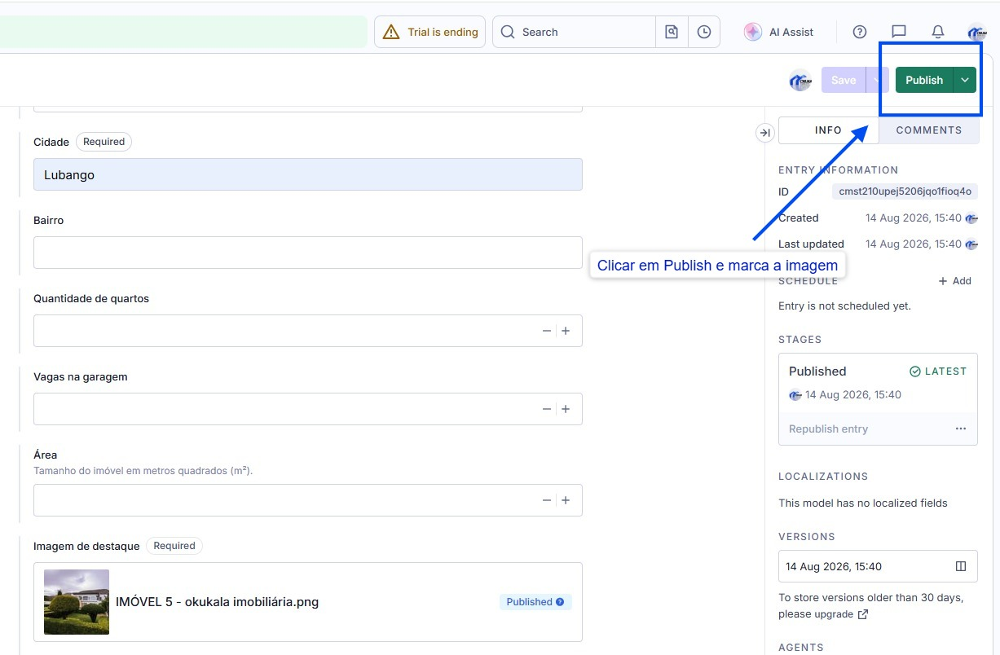 Trial is ending
Search
AI Assist
Save
Publish
Cidade
Required
Lubango
Bairro
Quantidade de quartos
Vagas na garagem
Área
Tamanho do imóvel em metros quadrados (m²).
Imagem de destaque
Required
IMÓVEL 5 - okukala imobiliária.png
Published
Clicar em Publish e marca a imagem
INFO
COMMENTS
ENTRY INFORMATION
ID
cmst210upej5206jqo1fioq4o
Created
14 Aug 2026, 15:40
Last updated
14 Aug 2026, 15:40
SCHEDULE
Add
Entry is not scheduled yet.
STAGES
Published
LATEST
14 Aug 2026, 15:40
Republish entry
LOCALIZATIONS
This model has no localized fields
VERSIONS
14 Aug 2026, 15:40
To store versions older than 30 days,
please upgrade
AGENTS